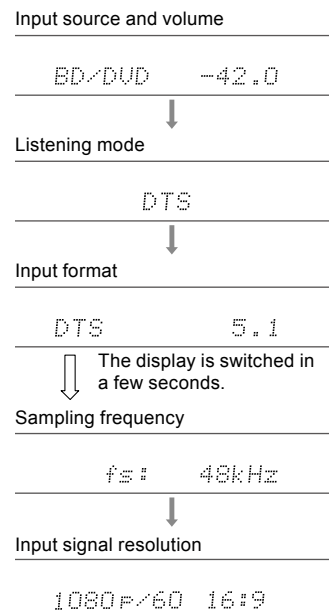 Input source and volume
BD/DVD -42.0
Listening mode
DTS
Input format
DTS 5.1
The display is switched in
a few seconds.
Sampling frequency
fs: 48kHz
Input signal resolution
1080p/60 16:9